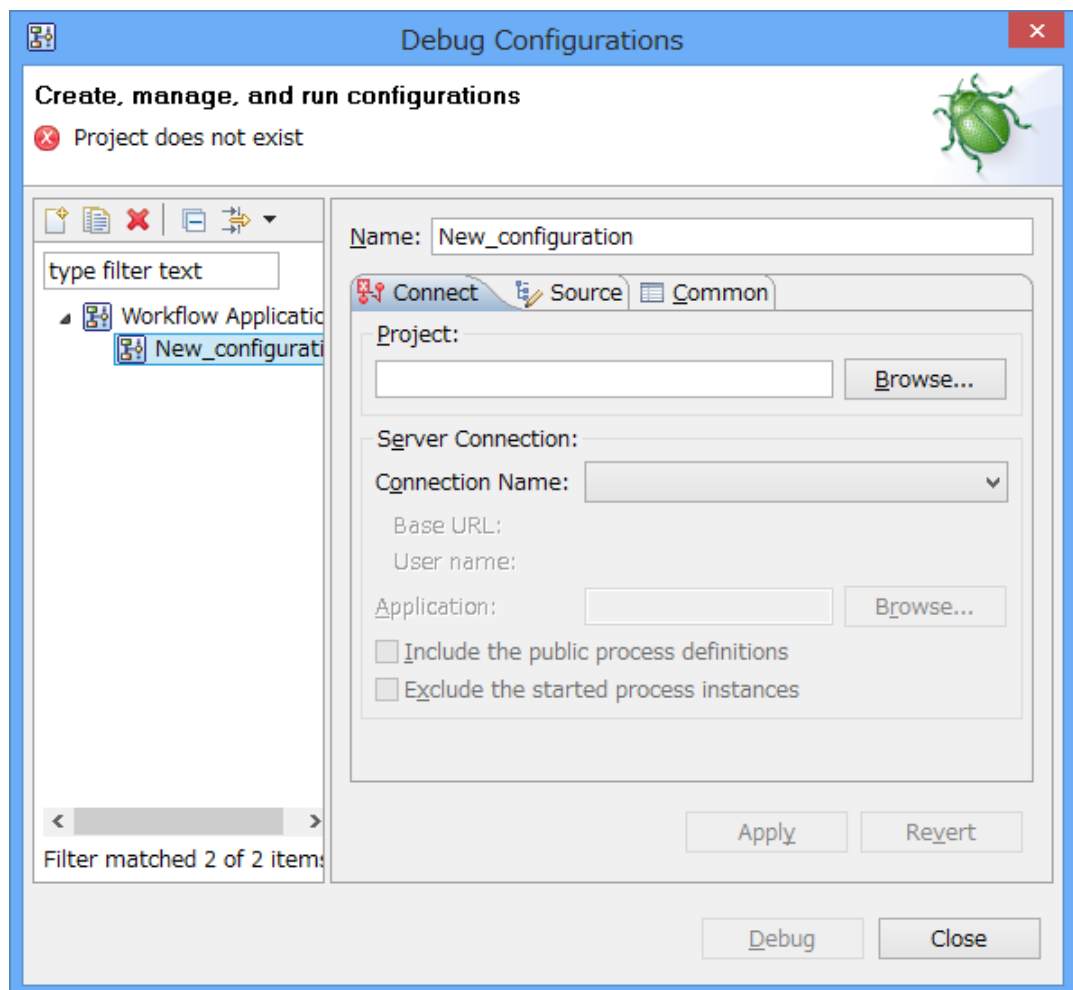 Debug Configurations
Create, manage, and run configurations
Project does not exist
type filter text
Workflow Applicatio
New_configurati
Filter matched 2 of 2 items
Name: New_configuration
Connect Source Common
Project:
Browse...
Server Connection:
Connection Name:
Base URL:
User name:
Application: Browse...
Include the public process definitions
Exclude the started process instances
Apply Revert
Debug Close